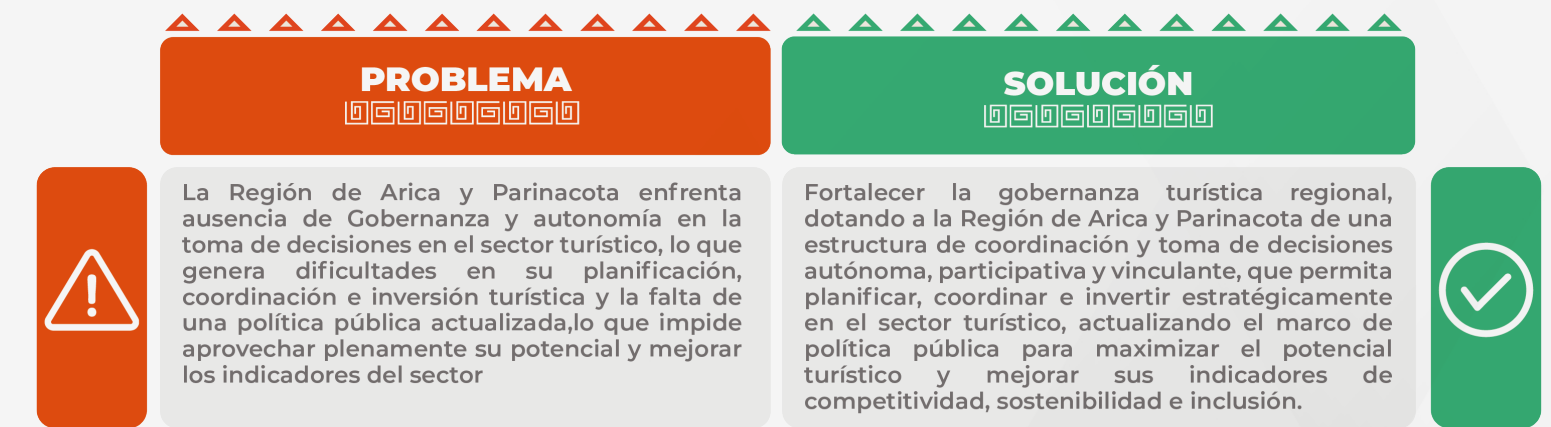 PROBLEMA
La Región de Arica y Parinacota enfrenta
ausencia de Gobernanza y autonomía en la
toma de decisiones en el sector turístico, lo que
genera dificultades en su planificación,
coordinación e inversión turística y la falta de
una política pública actualizada,lo que impide
aprovechar plenamente su potencial y mejorar
los indicadores del sector
SOLUCIÓN
Fortalecer la gobernanza turística regional,
dotando a la Región de Arica y Parinacota de una
estructura de coordinación y toma de decisiones
autónoma, participativa y vinculante, que permita
planificar, coordinar e invertir estratégicamente
en el sector turístico, actualizando el marco de
política pública para maximizar el potencial
turístico y mejorar sus indicadores de
competitividad, sostenibilidad e inclusión.